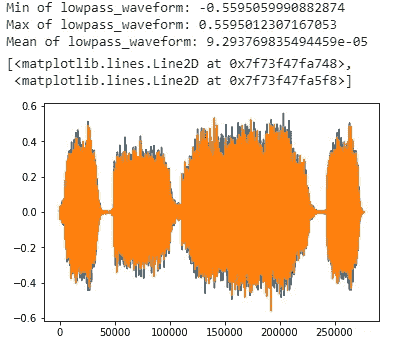 Min of lowpass_waveform: -0.5595059990882874
Max of lowpass_waveform: 0.5595012307167053
Mean of lowpass_waveform: 9.293769835494459e-05
[<matplotlib.lines.Line2D at 0x7f73f47fa748>,
<matplotlib.lines.Line2D at 0x7f73f47fa5f8>]
0.6
0.4
0.2
0.0
−0.2
−0.4
−0.6
0 50000 100000 150000 200000 250000